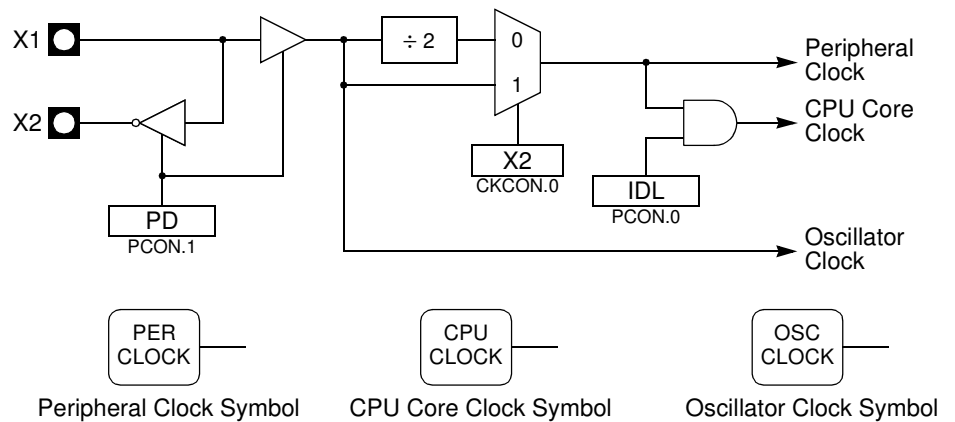 X1
÷ 2
0
Peripheral
Clock
1
X2
CPU Core
Clock
X2
CKCON.0
IDL
PCON.0
PD
PCON.1
Oscillator
Clock
PER
CLOCK
CPU
CLOCK
OSC
CLOCK
Peripheral Clock Symbol
CPU Core Clock Symbol
Oscillator Clock Symbol